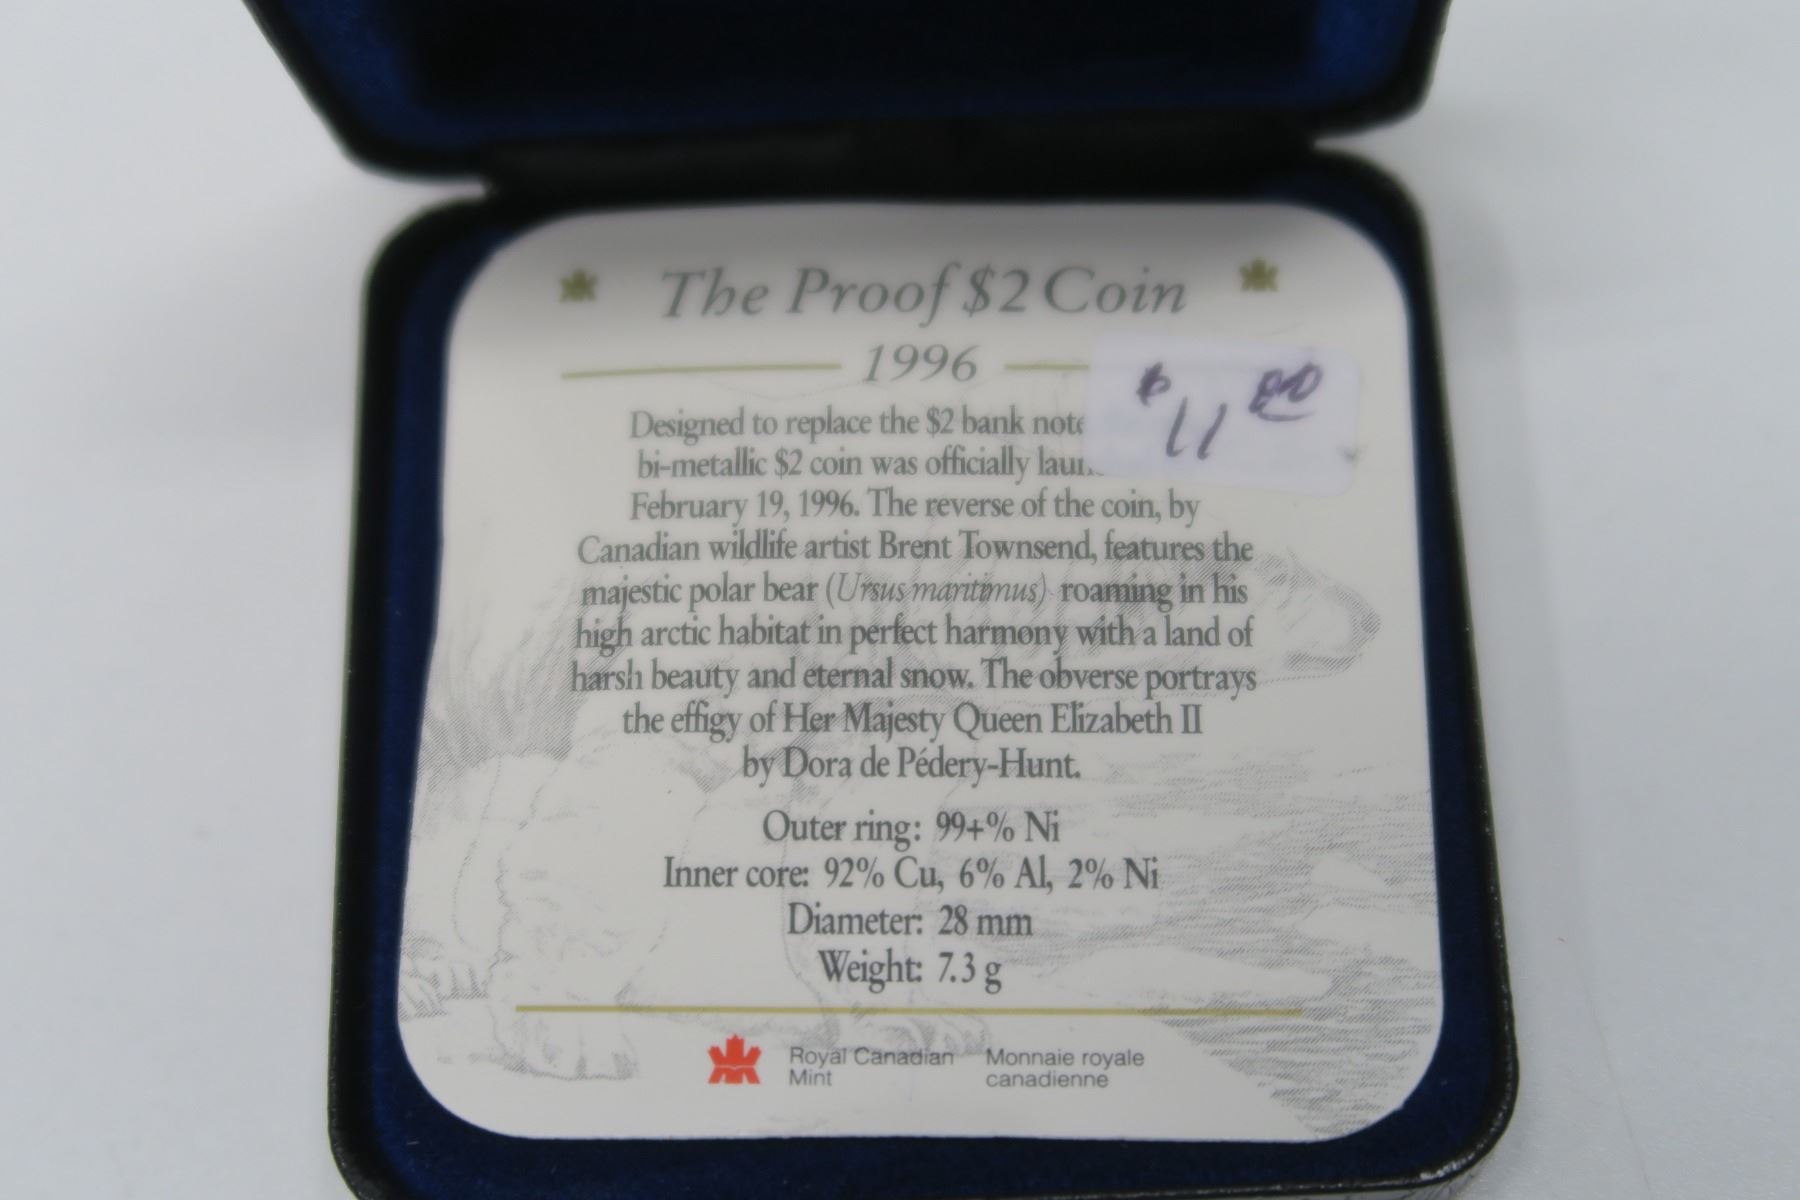 The Proof $2 Coin
1996
$11.00
Designed to replace the $2 bank note
bi-metallic $2 coin was officially
February 19, 1996. The reverse of the coin, by
Canadian wildlife artist Brent Townsend, features the
majestic polar bear (Ursus maritimus) roaming in his
high arctic habitat in perfect harmony with a land of
harsh beauty and eternal snow. The obverse portrays
the effigy of Her Majesty Queen Elizabeth II
by Dora de Pédery-Hunt.
Outer ring: 99+% Ni
Inner core: 92% Cu, 6% Al, 2% Ni
Diameter: 28 mm
Weight: 7.3 g
Royal Canadian
Mint
Monnaie royale
canadienne